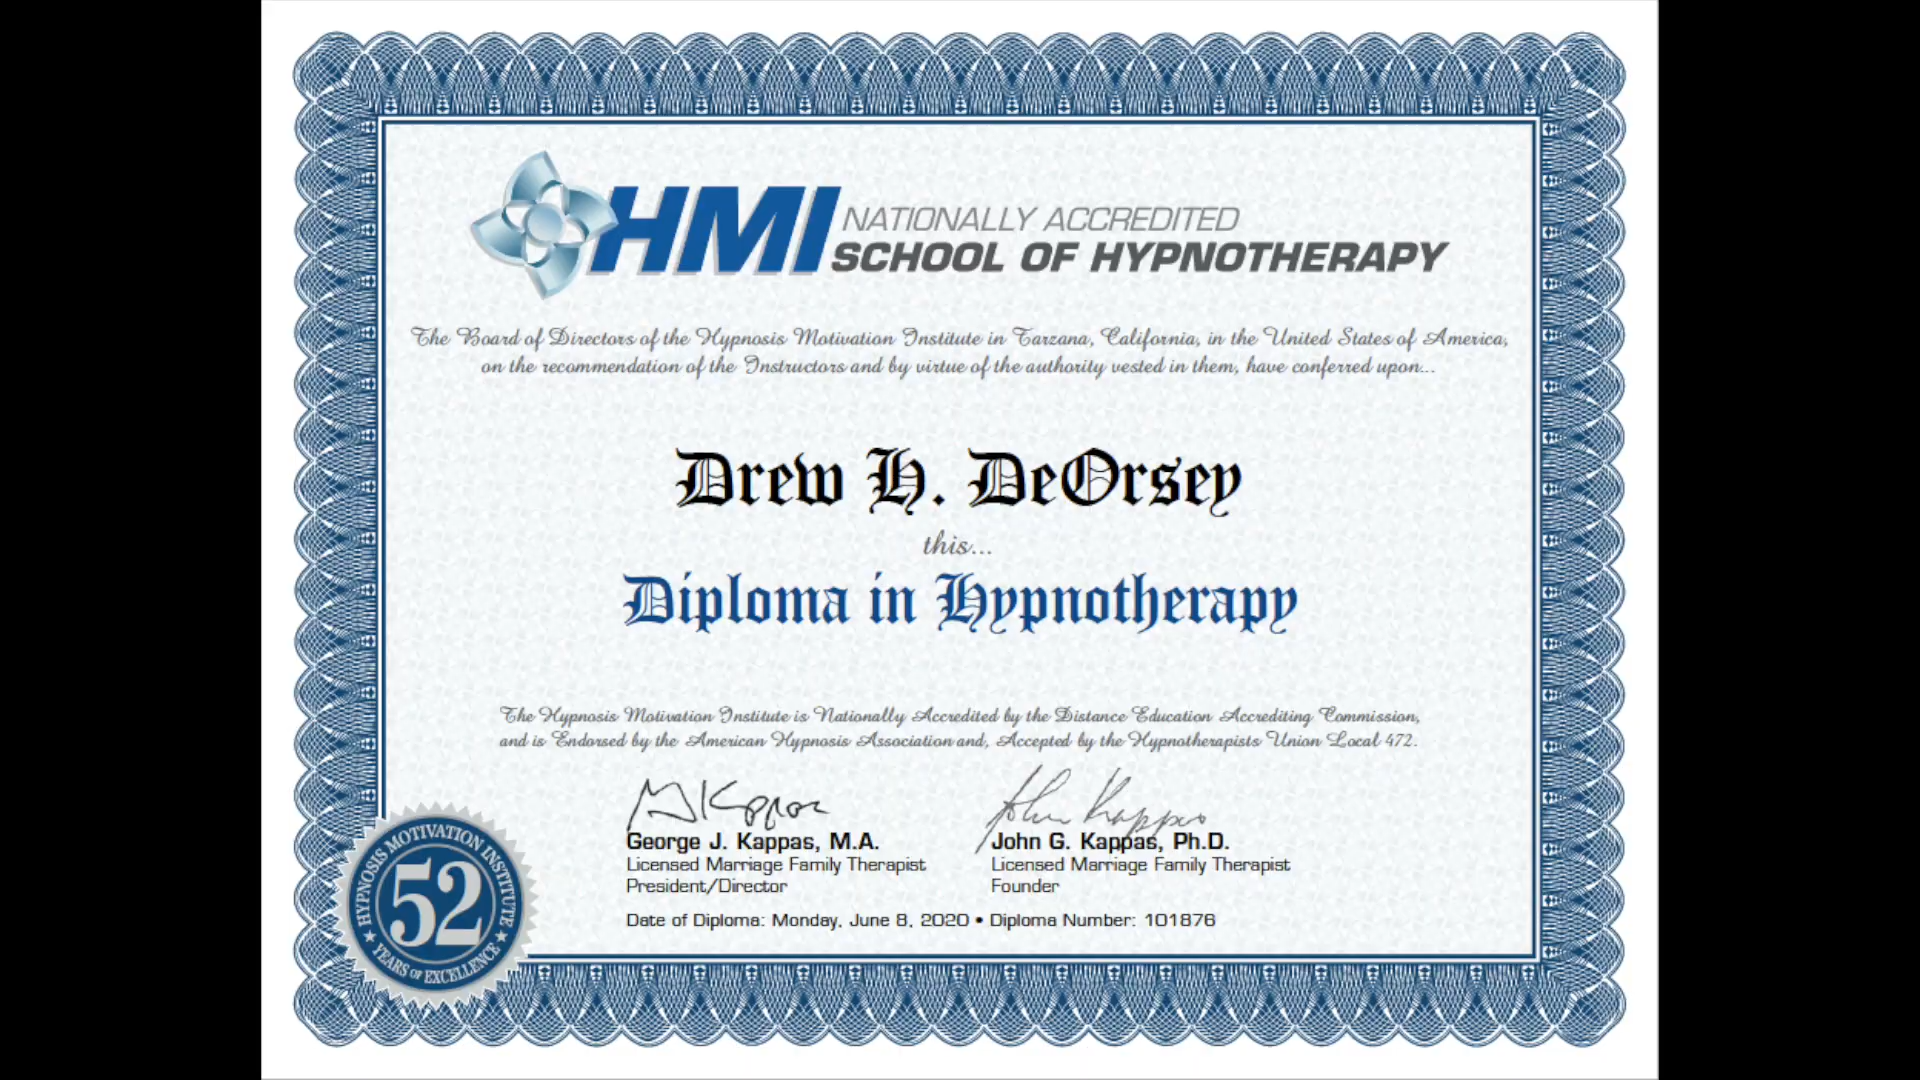 HMI NATIONALLY ACCREDITED
SCHOOL OF HYPNOTHERAPY
The Board of Directors of the Hypnosis Motivation Institute in Tarzana, California, in the United States of America,
on the recommendation of the Instructors and by virtue of the authority vested in them, have conferred upon...
Drew H. DeOrsey
this...
Diploma in Hypnotherapy
The Hypnosis Motivation Institute is Nationally Accredited by the Distance Education Accrediting Commission,
and is Endorsed by the American Hypnosis Association and, Accepted by the Hypnotherapists Union Local 472.
G Kappas
John Kappas
George J. Kappas, M.A.
Licensed Marriage Family Therapist
President/Director
John G. Kappas, Ph.D.
Licensed Marriage Family Therapist
Founder
Date of Diploma: Monday, June 8, 2020 • Diploma Number: 101876
HYPNOSIS MOTIVATION INSTITUTE
52
YEARS OF EXCELLENCE